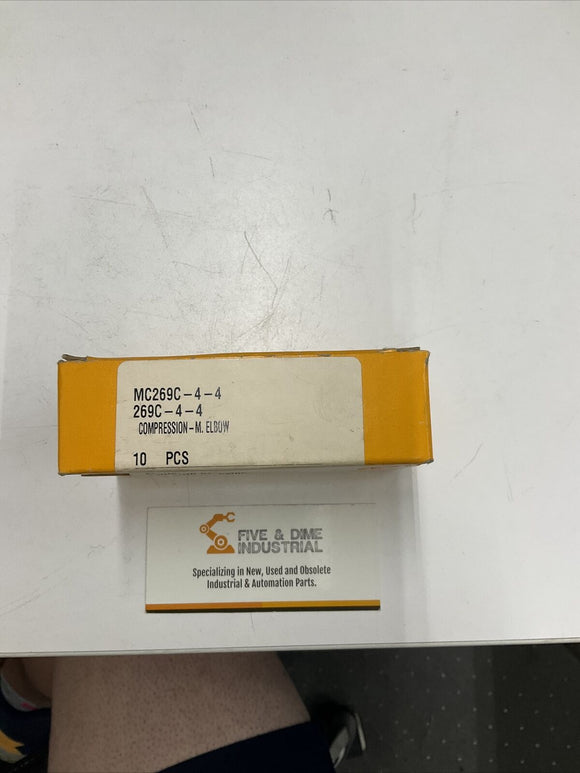 MC269C-4-4
269C-4-4
COMPRESSION-M. ELBOW
10 PCS
FIVE & DIME
INDUSTRIAL
Specializing in New, Used and Obsolete
Industrial & Automation Parts.